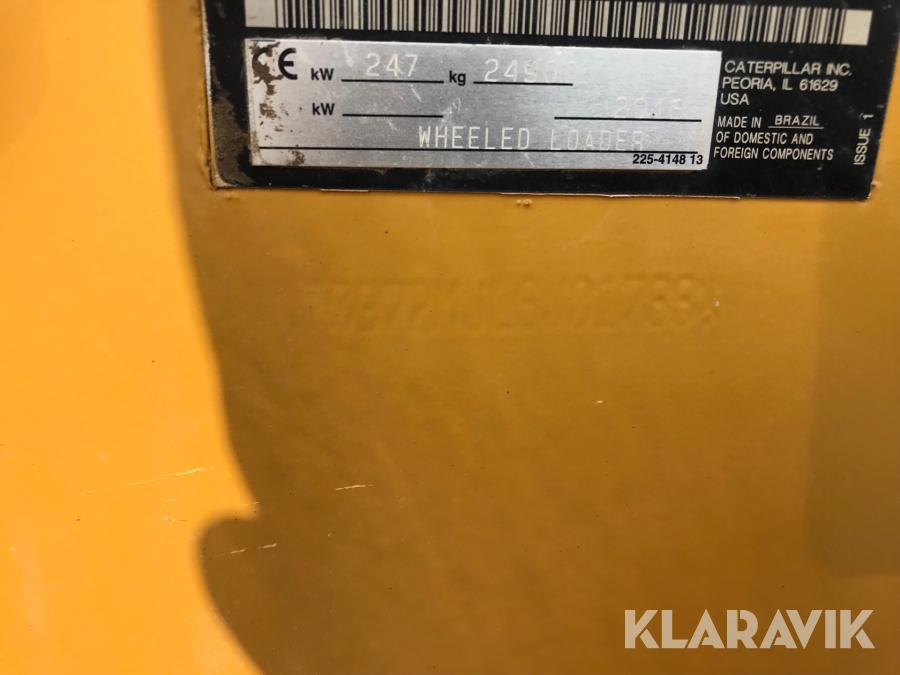 CE kW 247 kg
kW
WHEELED LOADER
225-4148 13
CATERPILLAR INC.
PEORIA, IL 61629
USA
MADE IN BRAZIL
OF DOMESTIC AND
FOREIGN COMPONENTS
ISSUE 1
KLARAVIK